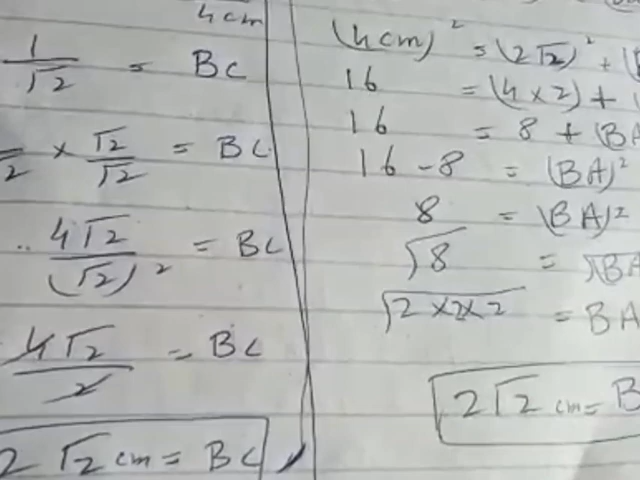 4cm
1/√2 = BC
/2 × √2/√2 = BC
.. 4√2/(√2)² = BC
4√2/2 = BC
2√2 cm = BC
(4cm)² = (2√2)² + (B
16 = (4×2) + (
16 = 8 + (BA
16 - 8 = (BA)²
8 = (BA)²
√8 = √(BA
√2×2×2 = BA
2√2 cm = B